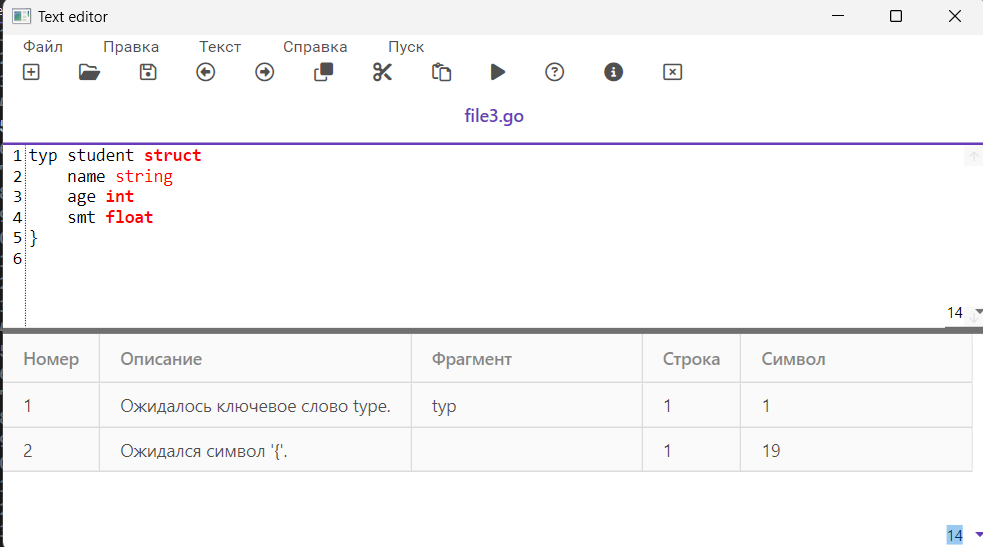 Text editor
Файл Правка Текст Справка Пуск
file3.go
1 typ student struct
2 name string
3 age int
4 smt float
5 }
6
14
Номер Описание Фрагмент Строка Символ
1 Ожидалось ключевое слово type. typ 1 1
2 Ожидался символ '{'. 1 19
14